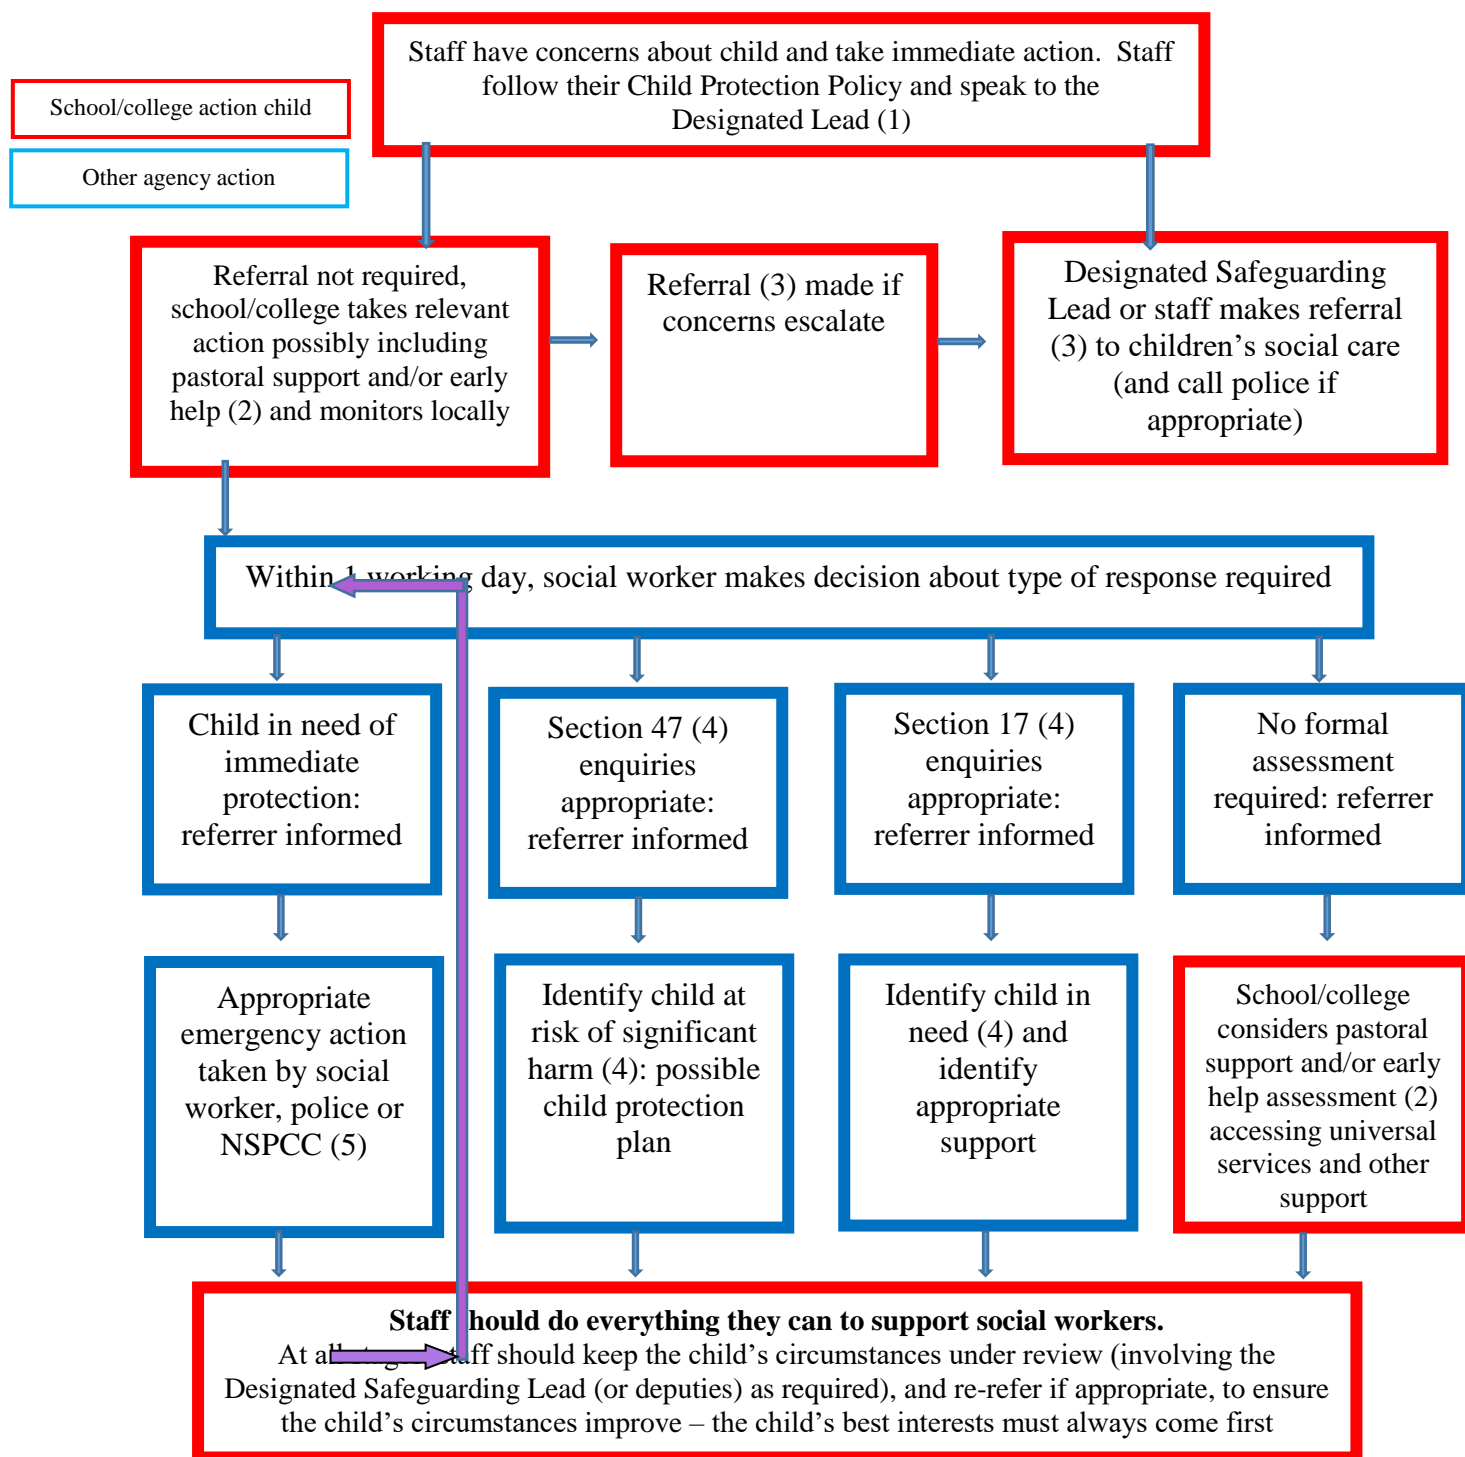 Staff have concerns about child and take immediate action.  Staff
follow their Child Protection Policy and speak to the
Designated Lead (1)
School/college action child
Other agency action
Referral not required,
school/college takes relevant
action possibly including
pastoral support and/or early
help (2) and monitors locally
Referral (3) made if
concerns escalate
Designated Safeguarding
Lead or staff makes referral
(3) to children’s social care
(and call police if
appropriate)
Within 1 working day, social worker makes decision about type of response required
Child in need of
immediate
protection:
referrer informed
Section 47 (4)
enquiries
appropriate:
referrer informed
Section 17 (4)
enquiries
appropriate:
referrer informed
No formal
assessment
required: referrer
informed
Appropriate
emergency action
taken by social
worker, police or
NSPCC (5)
Identify child at
risk of significant
harm (4): possible
child protection
plan
Identify child in
need (4) and
identify
appropriate
support
School/college
considers pastoral
support and/or early
help assessment (2)
accessing universal
services and other
support
Staff should do everything they can to support social workers.
At all stages staff should keep the child’s circumstances under review (involving the
Designated Safeguarding Lead (or deputies) as required), and re-refer if appropriate, to ensure
the child’s circumstances improve – the child’s best interests must always come first